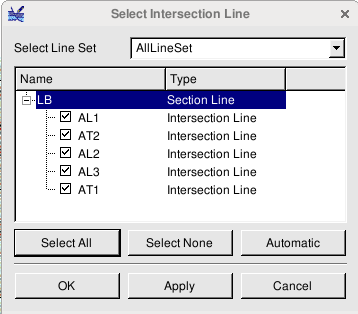 Select Intersection Line
Select Line Set AllLineSet
Name Type
LB Section Line
AL1 Intersection Line
AT2 Intersection Line
AL2 Intersection Line
AL3 Intersection Line
AT1 Intersection Line
Select All Select None Automatic
OK Apply Cancel